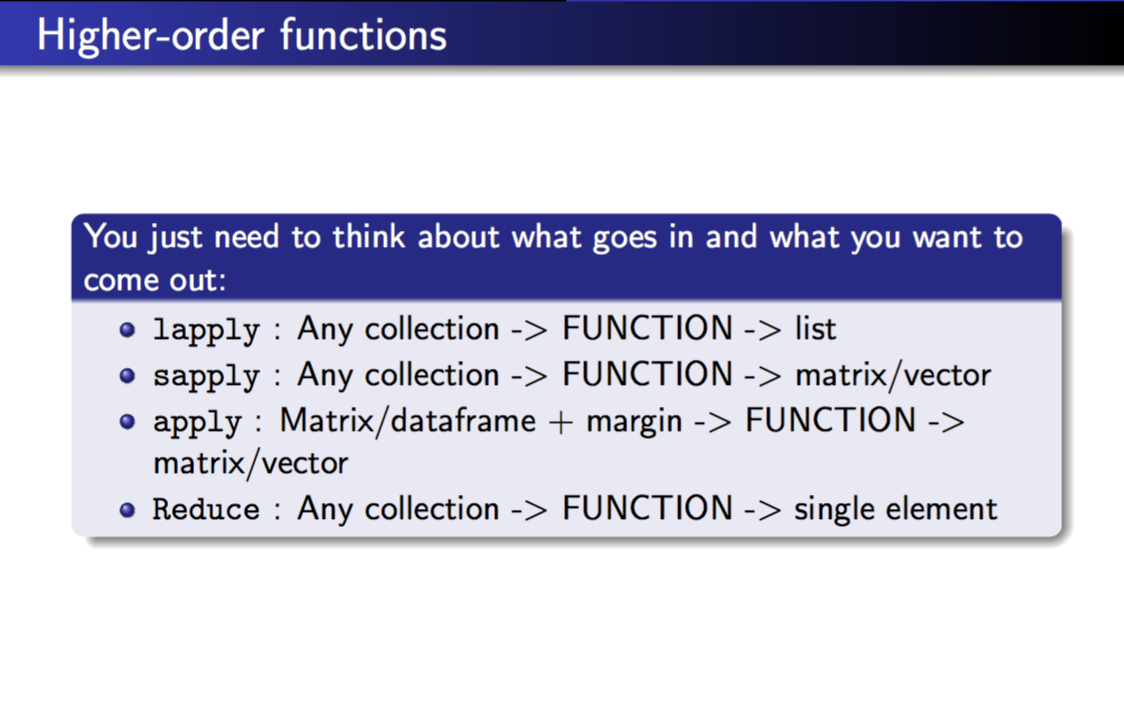 Higher-order functions
You just need to think about what goes in and what you want to
come out:
lapply : Any collection -> FUNCTION -> list
sapply : Any collection -> FUNCTION -> matrix/vector
apply : Matrix/dataframe + margin -> FUNCTION ->
matrix/vector
Reduce : Any collection -> FUNCTION -> single element